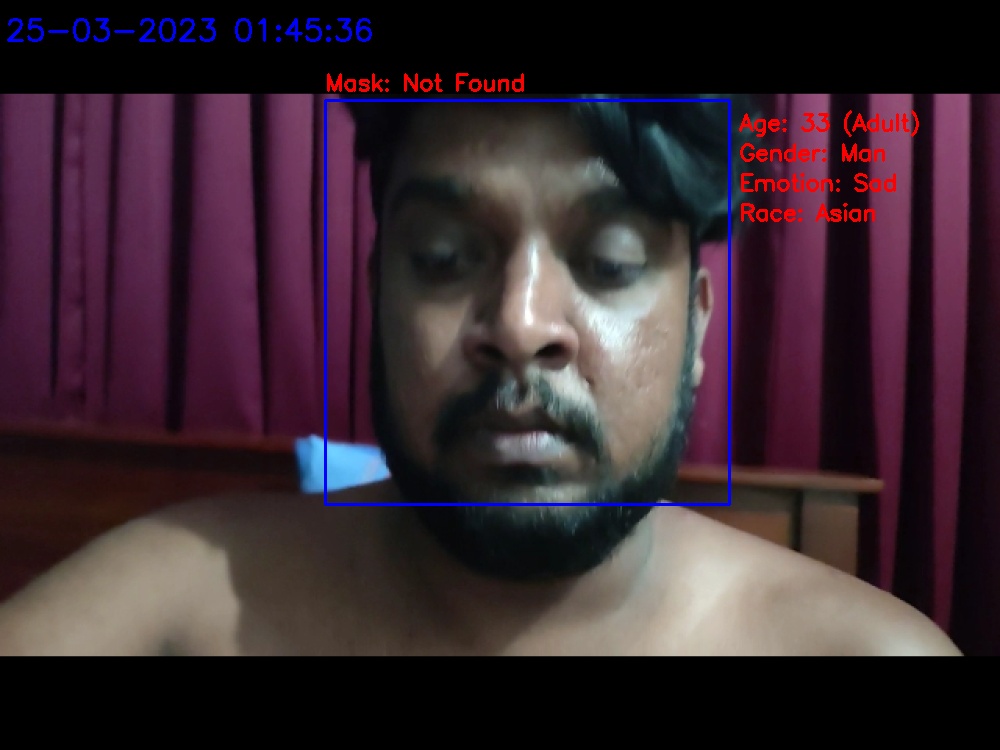 25-03-2023 01:45:36
Mask: Not Found
Age: 33 (Adult)
Gender: Man
Emotion: Sad
Race: Asian